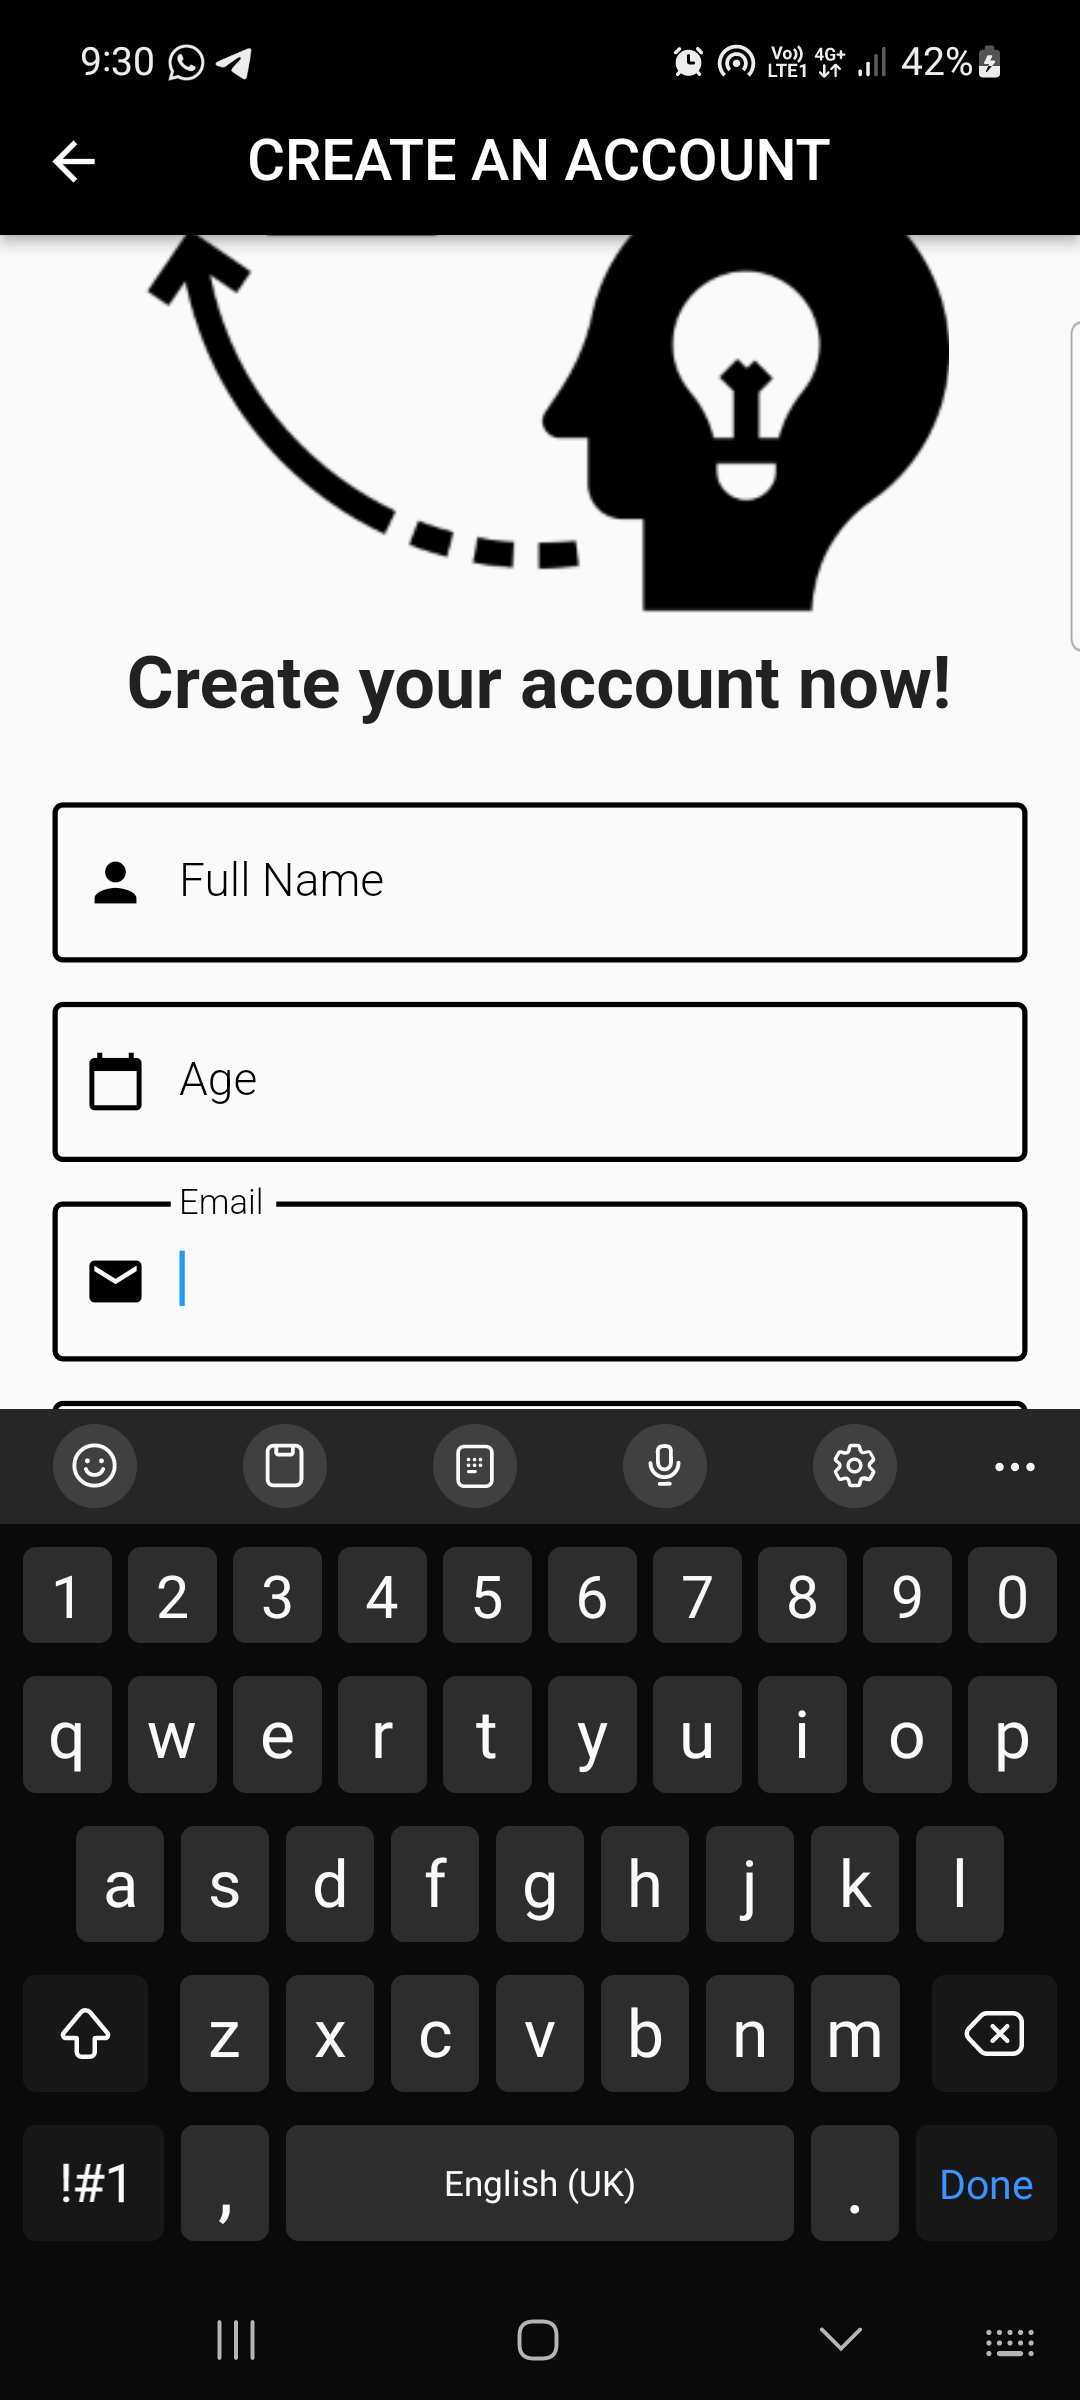 9:30 Vo)) LTE1 4G+ 42%
CREATE AN ACCOUNT
Create your account now!
Full Name
Age
Email
1 2 3 4 5 6 7 8 9 0
q w e r t y u i o p
a s d f g h j k l
z x c v b n m
!#1 , English (UK) . Done